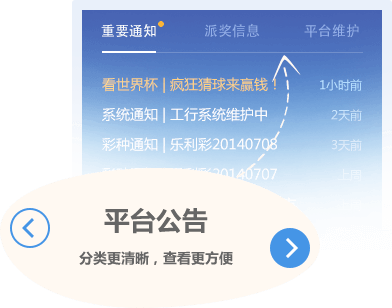 重要通知 派奖信息 平台维护
看世界杯 | 疯狂猜球来赢钱！ 1小时前
系统通知 | 工行系统维护中 2天前
彩种通知 | 乐利彩20140708 3天前
20140707 上周
平台公告
分类更清晰，查看更方便